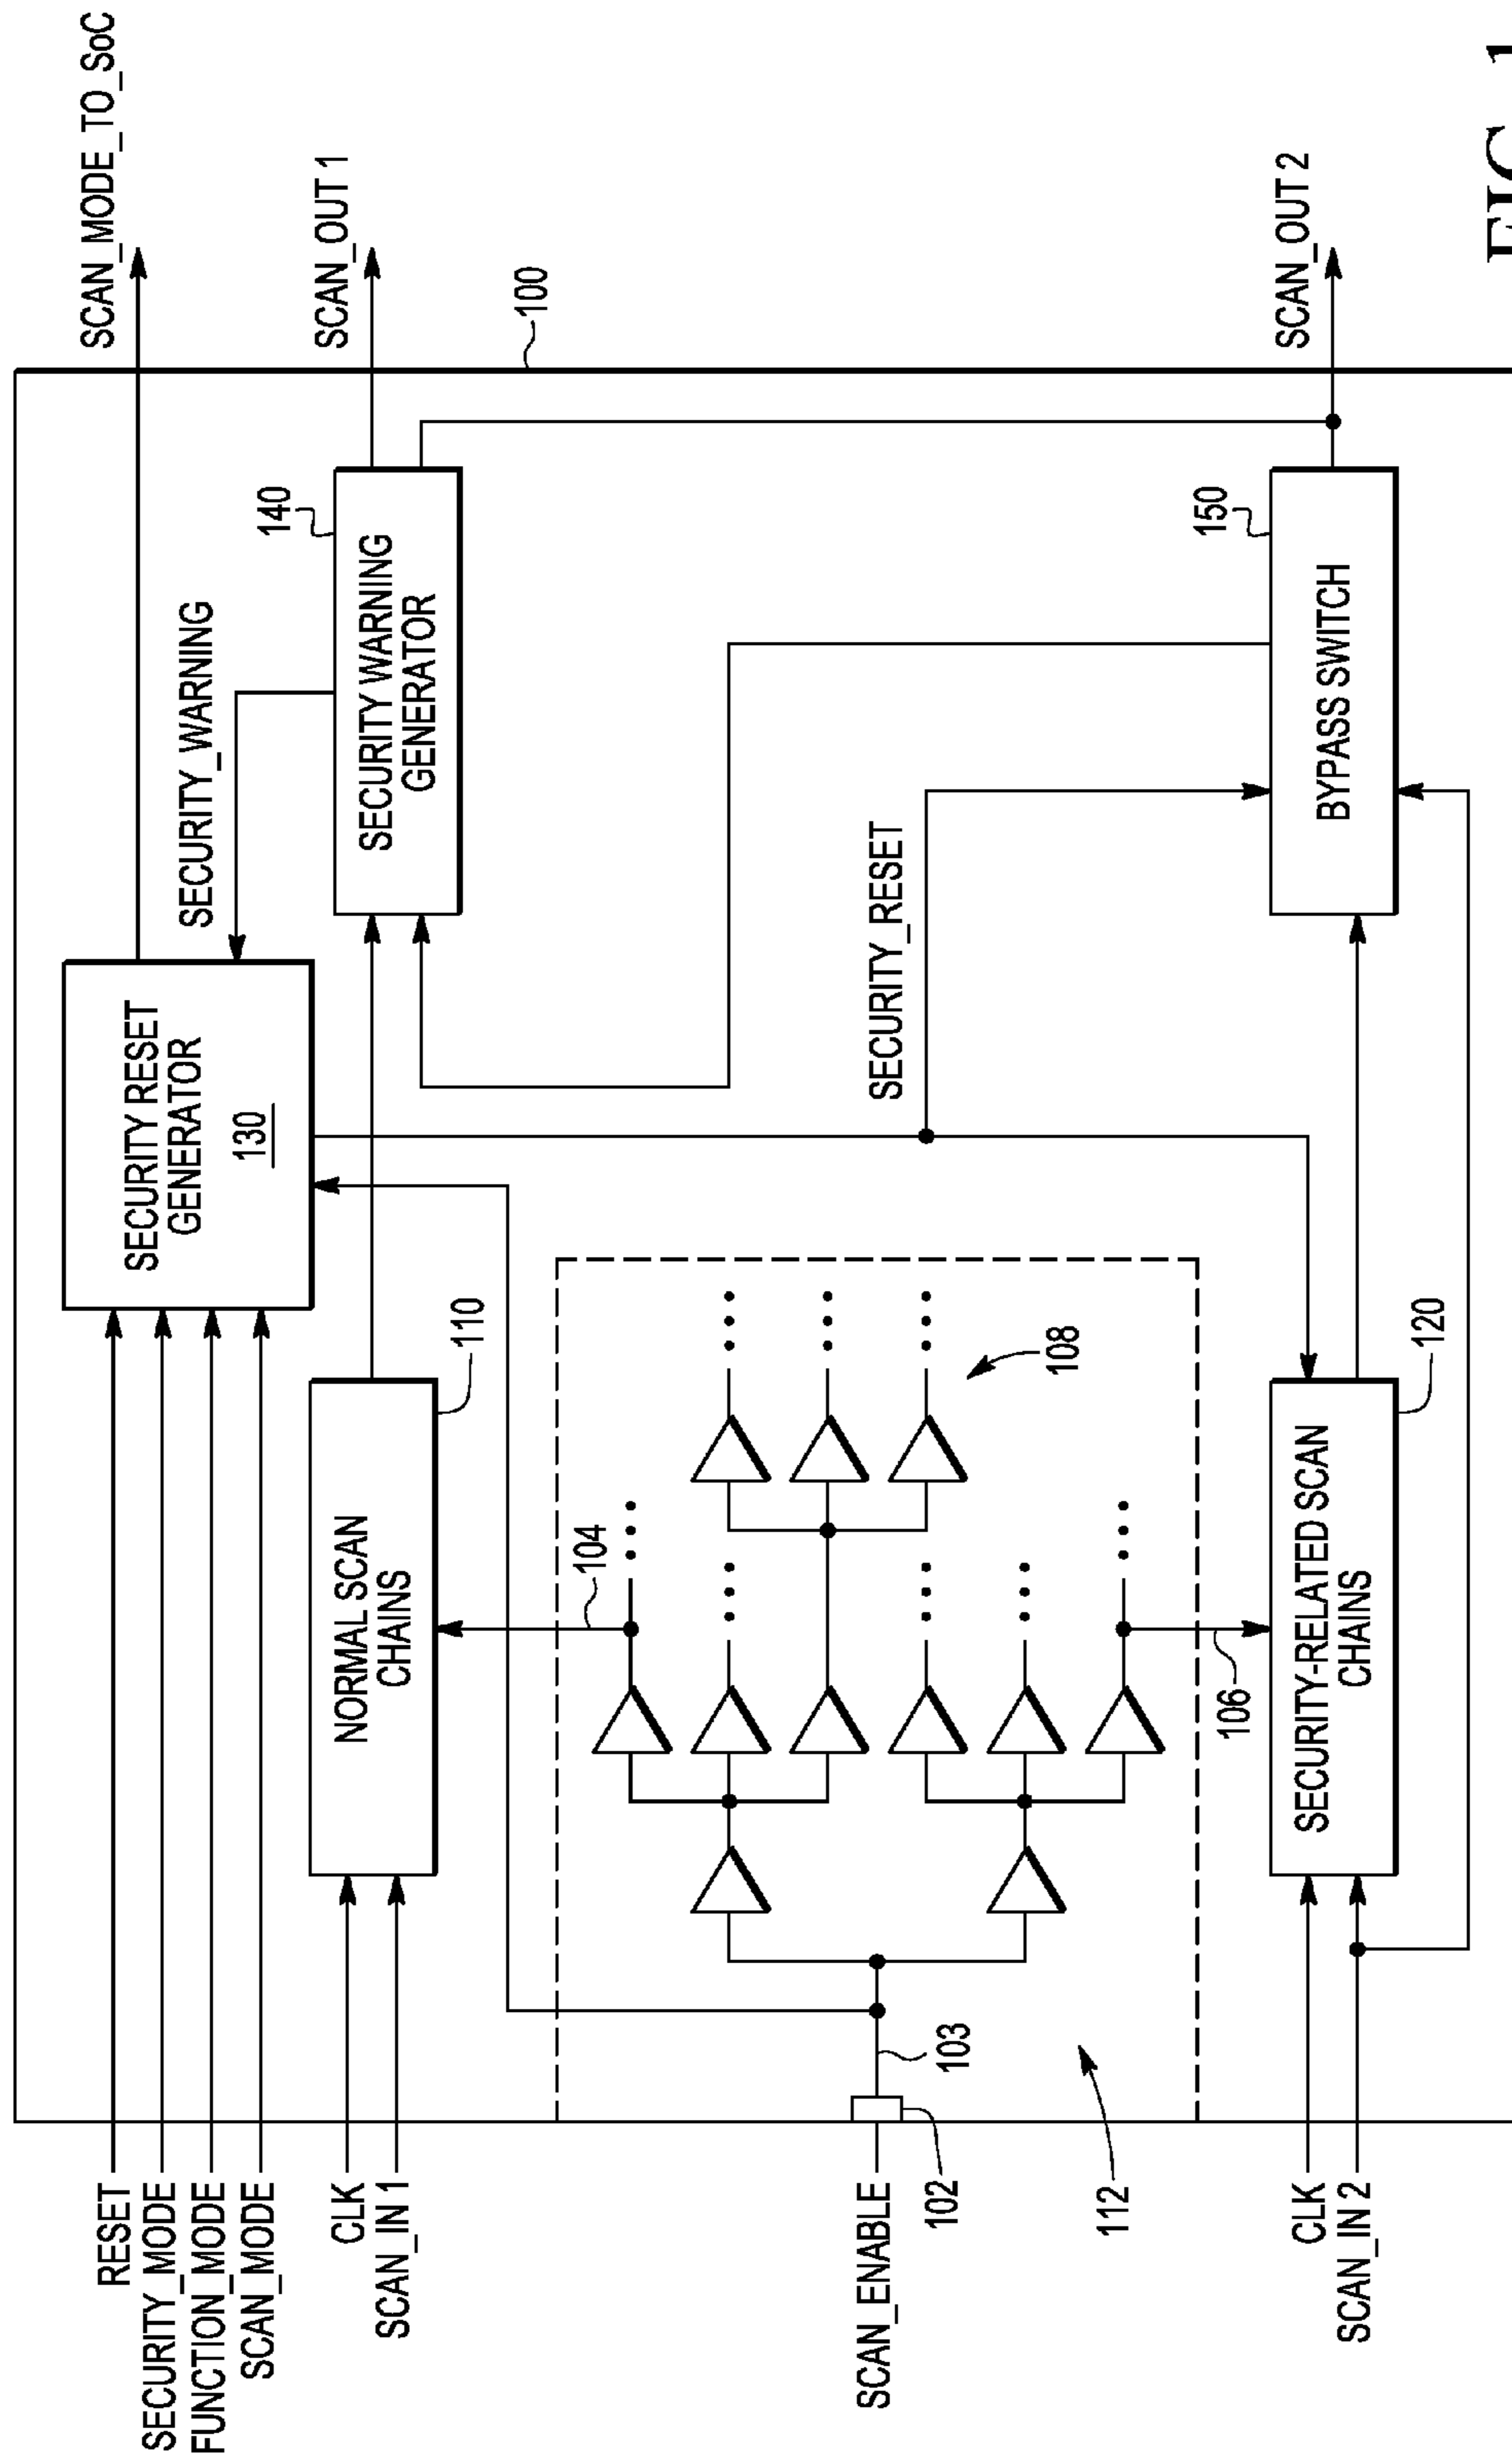 RESET
SECURITY_MODE
FUNCTION_MODE
SCAN_MODE
CLK
SCAN_IN 1
SCAN_ENABLE
102
112
CLK
SCAN_IN 2
103
NORMAL SCAN
CHAINS
110
104
106
108
SECURITY-RELATED SCAN
CHAINS
120
SECURITY RESET
GENERATOR
130
SECURITY_WARNING
SECURITY_RESET
SECURITY WARNING
GENERATOR
140
BYPASS SWITCH
150
100
SCAN_MODE_TO_SoC
SCAN_OUT 1
SCAN_OUT 2
FIG. 1